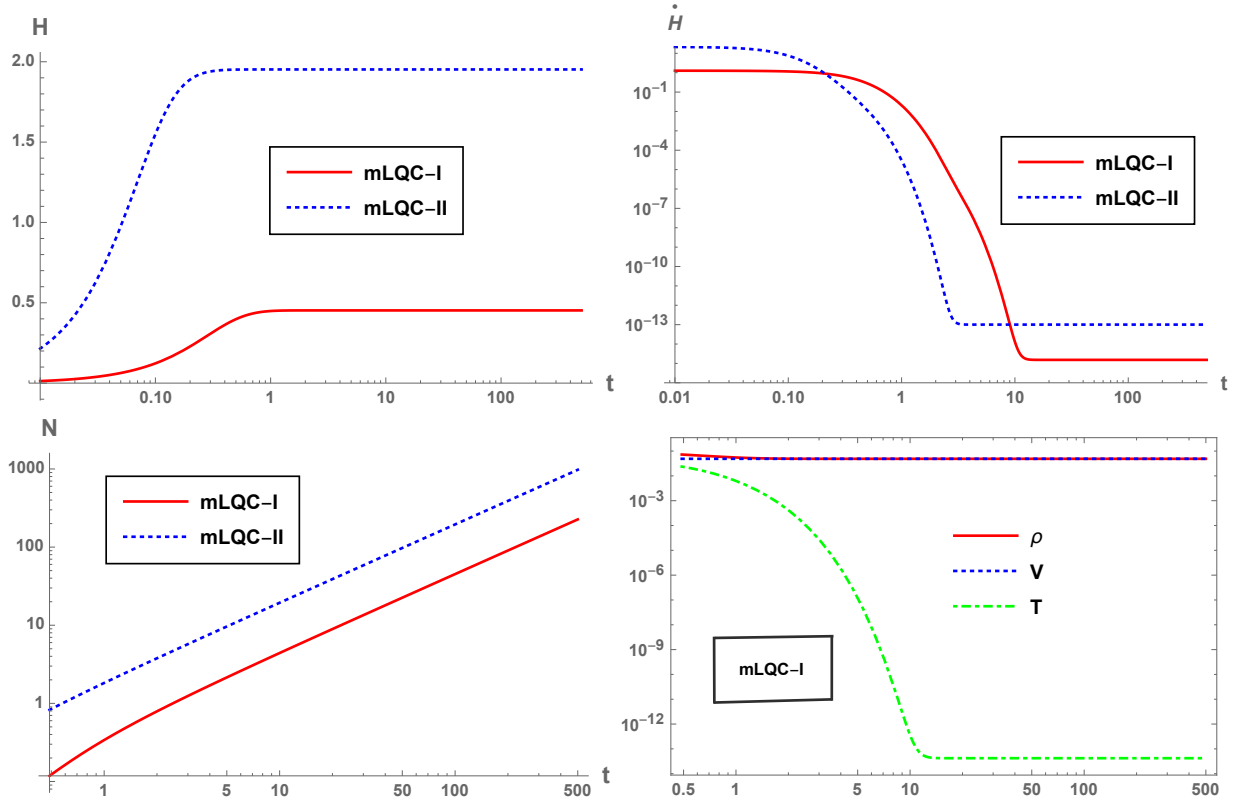 H
2.0
1.5
1.0
0.5
0.10 1 10 100 t
mLQC−I
mLQC−II
Ḣ
10⁻¹
10⁻⁴
10⁻⁷
10⁻¹⁰
10⁻¹³
0.01 0.10 1 10 100 t
mLQC−I
mLQC−II
N
1000
100
10
1
1 5 10 50 100 500 t
mLQC−I
mLQC−II
10⁻³
10⁻⁶
10⁻⁹
10⁻¹²
0.5 1 5 10 50 100 500
ρ
V
T
mLQC−I